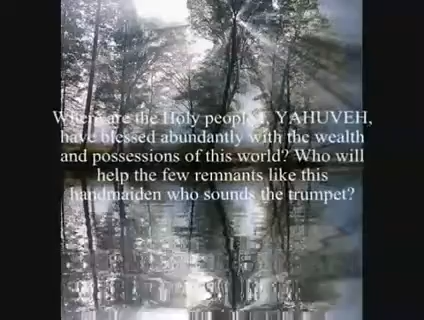 Where are the Holy people I, YAHUVEH,
have blessed abundantly with the wealth
and possessions of this world? Who will
help the few remnants like this
handmaiden who sounds the trumpet?